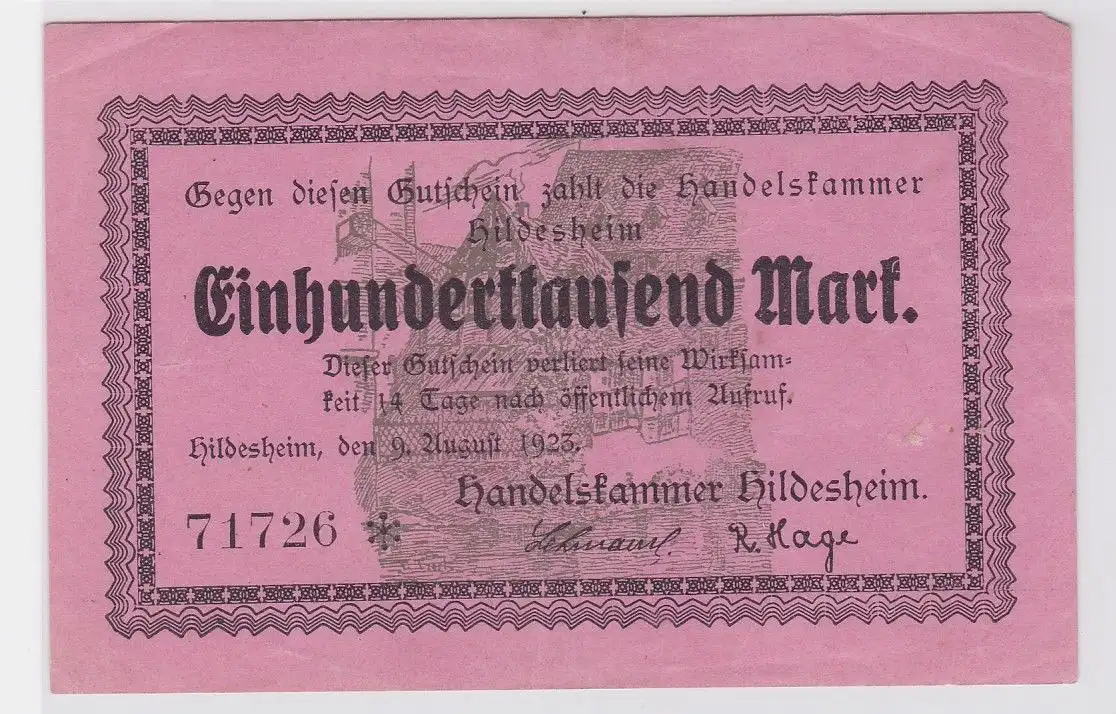 Gegen diesen Gutschein zahlt die Handelskammer
Hildesheim
Einhunderttausend Mark.
Dieser Gutschein verliert seine Wirksam=
keit 14 Tage nach öffentlichem Aufruf.
Hildesheim, den 9. August 1923.
Handelskammer Hildesheim.
71726 *
R. Hage